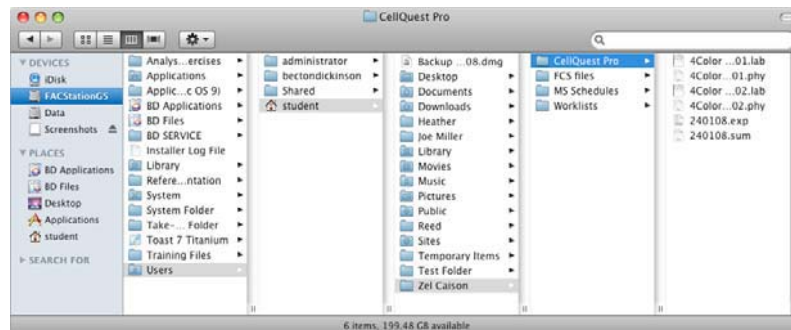 CellQuest Pro
DEVICES
iDisk
FACStationG5
Data
Screenshots
PLACES
BD Applications
BD Files
Desktop
Applications
student
SEARCH FOR
Analys...ercises
Applications
Applic...c OS 9)
BD Applications
BD Files
BD SERVICE
Installer Log File
Library
Refere...ntation
System
System Folder
Take-... Folder
Toast 7 Titanium
Training Files
Users
administrator
bectondickinson
Shared
student
Backup ...08.dmg
Desktop
Documents
Downloads
Heather
Joe Miller
Library
Movies
Music
Pictures
Public
Reed
Sites
Temporary Items
Test Folder
Zel Caison
CellQuest Pro
FCS files
MS Schedules
Worklists
4Color ...01.lab
4Color...01.phy
4Color ...02.lab
4Color...02.phy
240108.exp
240108.sum
6 items, 199.48 GB available